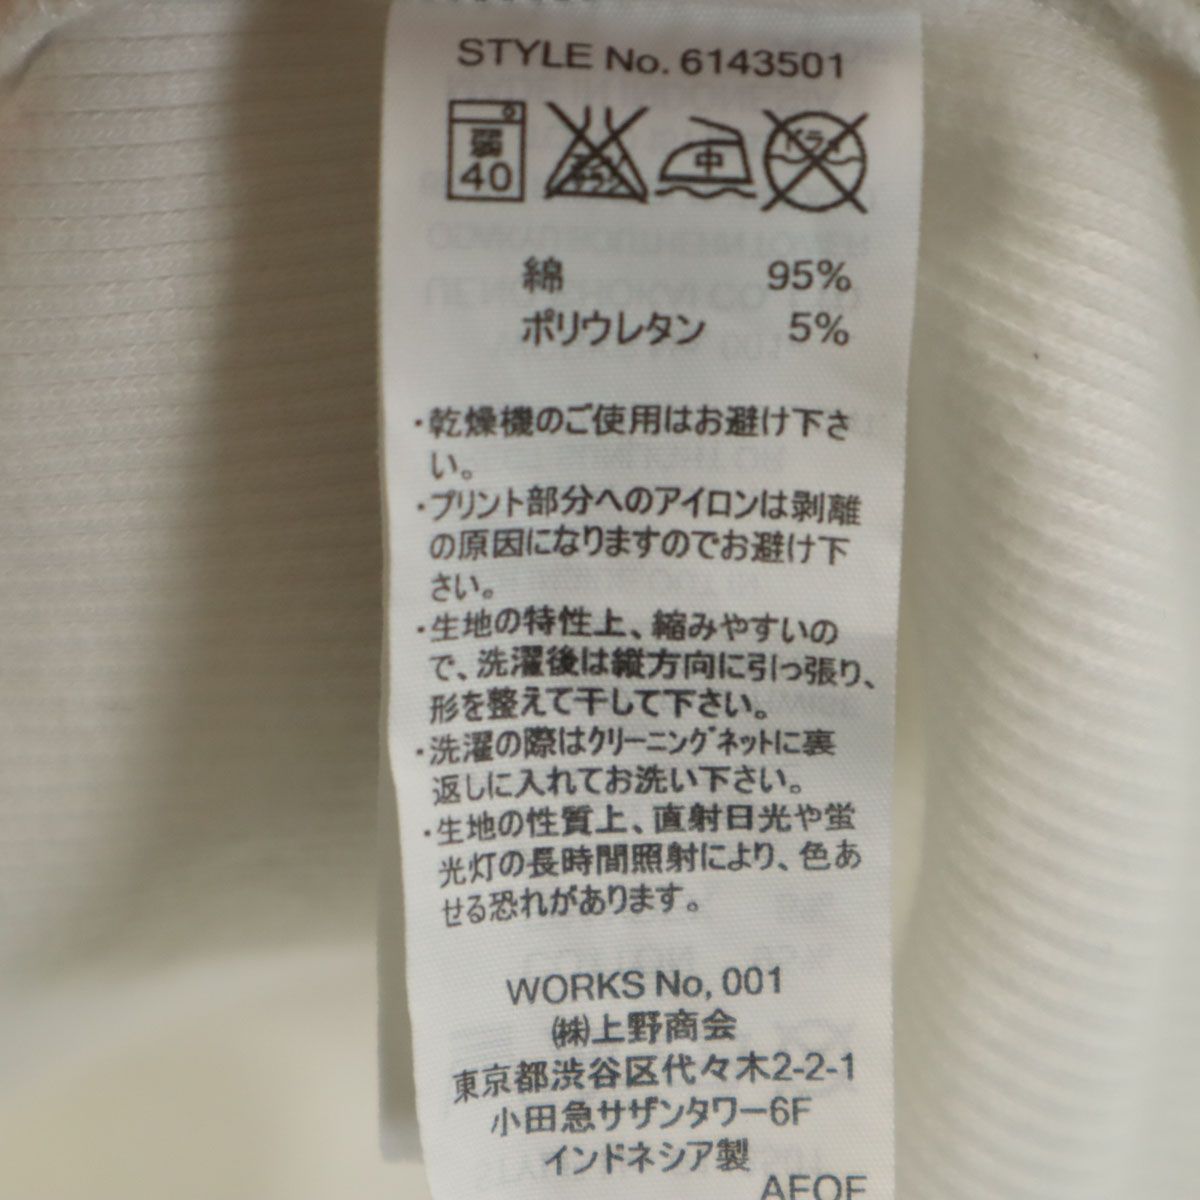 STYLE No. 6143501
弱
40
エンソ
サラシ
中
ドライ
綿 95%
ポリウレタン 5%
・乾燥機のご使用はお避け下さ
い。
・プリント部分へのアイロンは剥離
の原因になりますのでお避け下
さい。
・生地の特性上、縮みやすいの
で、洗濯後は縦方向に引っ張り、
形を整えて干して下さい。
・洗濯の際はクリーニングネットに裏
返しに入れてお洗い下さい。
・生地の性質上、直射日光や蛍
光灯の長時間照射により、色あ
せる恐れがあります。
WORKS No, 001
㈱上野商会
東京都渋谷区代々木2-2-1
小田急サザンタワー6F
インドネシア製